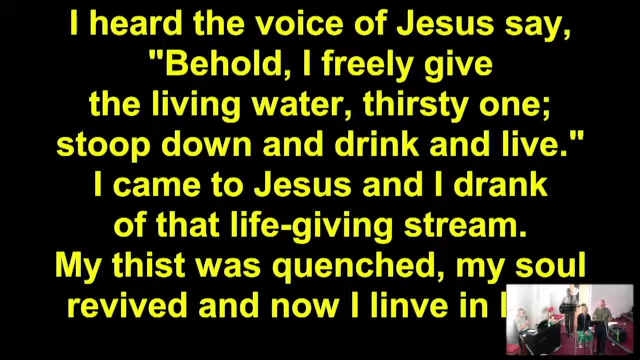 I heard the voice of Jesus say,
"Behold, I freely give
the living water, thirsty one;
stoop down and drink and live."
I came to Jesus and I drank
of that life-giving stream.
My thist was quenched, my soul
revived and now I linve in